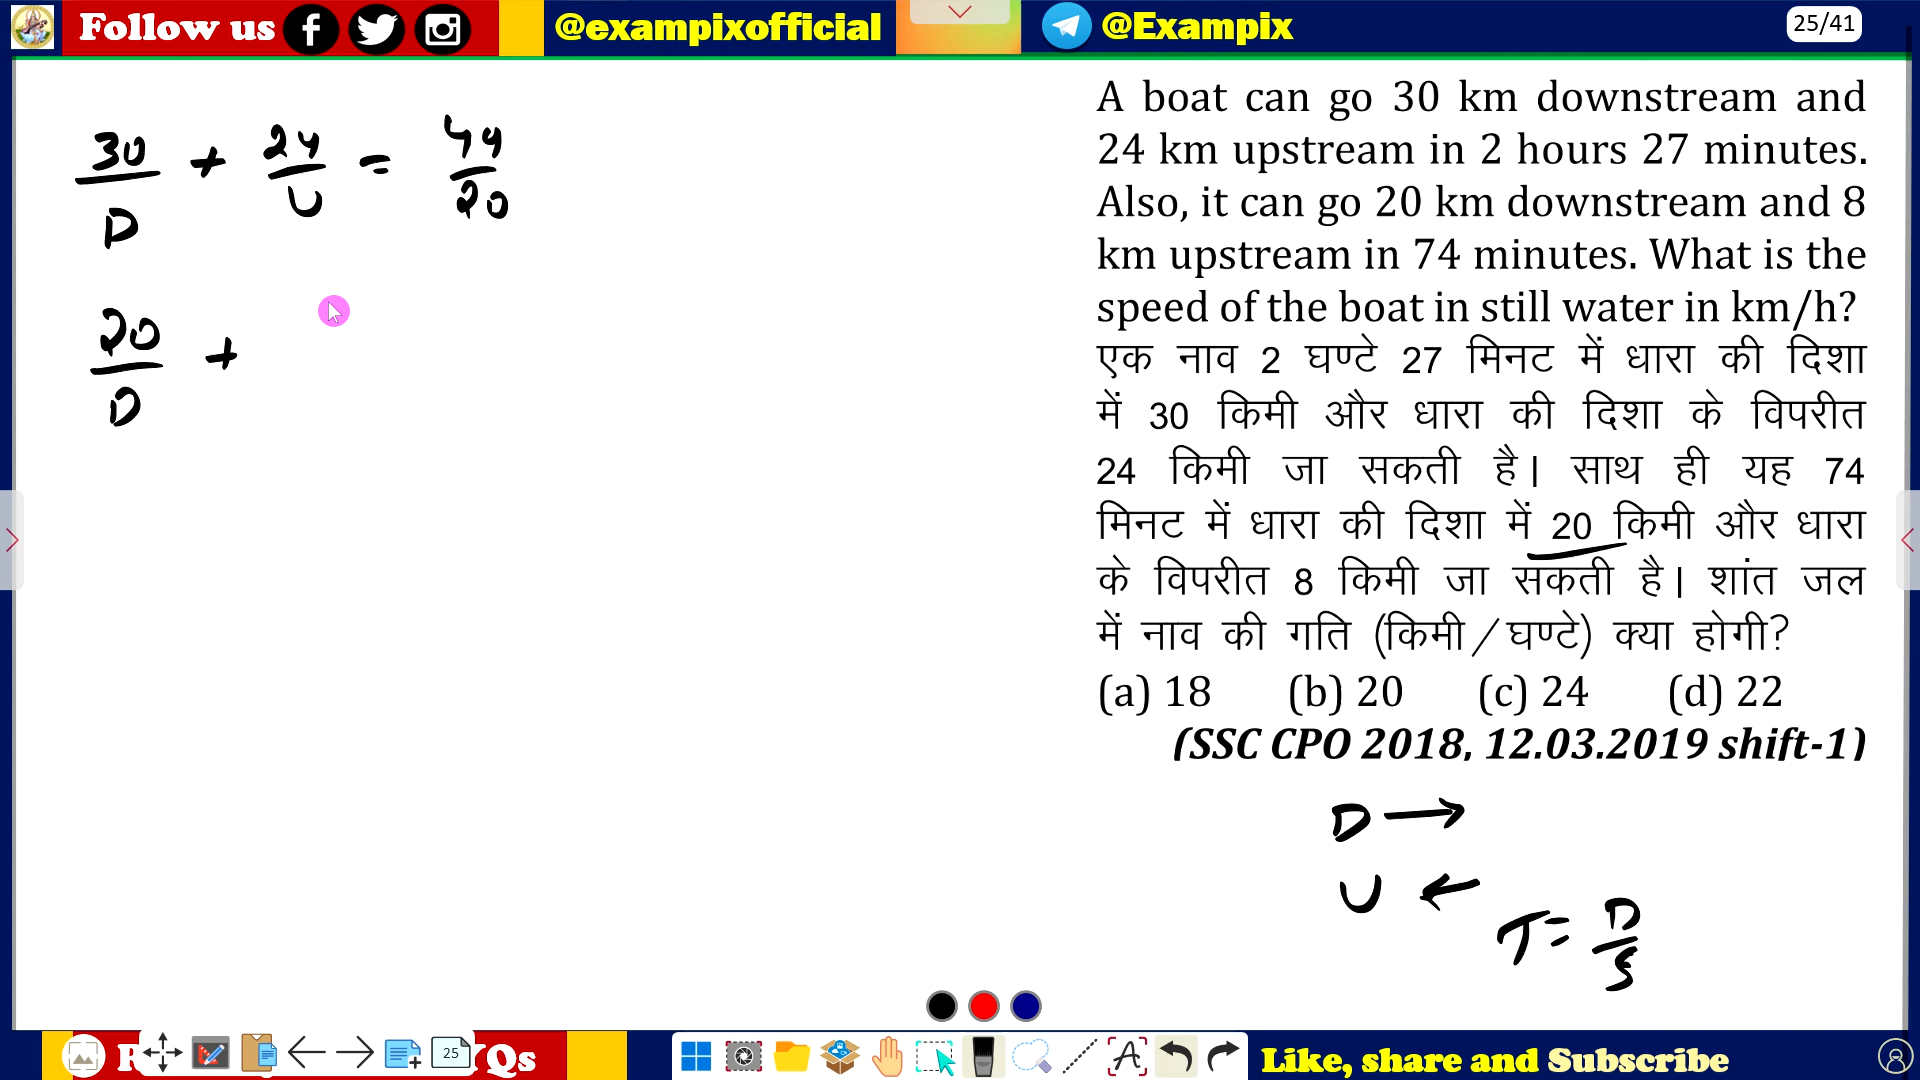 Follow us
@exampixofficial
@Exampix
25/41
30/D + 24/U = 49/20
20/D +
A boat can go 30 km downstream and
24 km upstream in 2 hours 27 minutes.
Also, it can go 20 km downstream and 8
km upstream in 74 minutes. What is the
speed of the boat in still water in km/h?
एक नाव 2 घण्टे 27 मिनट में धारा की दिशा
में 30 किमी और धारा की दिशा के विपरीत
24 किमी जा सकती है। साथ ही यह 74
मिनट में धारा की दिशा में 20 किमी और धारा
के विपरीत 8 किमी जा सकती है। शांत जल
में नाव की गति (किमी/घण्टे) क्या होगी?
(a) 18 (b) 20 (c) 24 (d) 22
(SSC CPO 2018, 12.03.2019 shift-1)
D →
U ←
T = D/S
25
Qs
Like, share and Subscribe